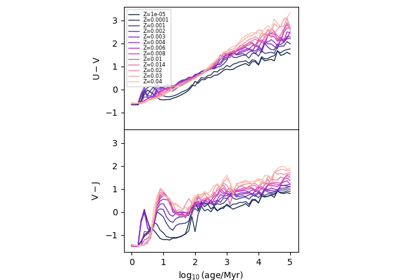 Z=1e-05
Z=0.0001
Z=0.001
Z=0.002
Z=0.003
Z=0.004
Z=0.006
Z=0.008
Z=0.01
Z=0.014
Z=0.02
Z=0.03
Z=0.04
3
2
1
0
−1
U − V
3
2
1
0
−1
V − J
0 1 2 3 4 5
log₁₀(age/Myr)